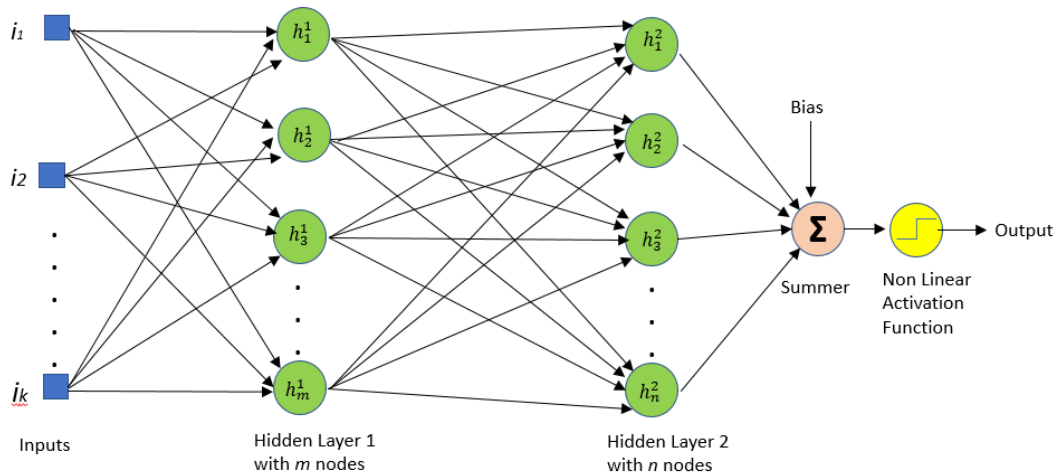 i₁
h₁¹
h₁²
Bias
h₂¹
h₂²
i₂
h₃¹
h₃²
Σ
Output
Summer
Non Linear
Activation
Function
iₖ
hₘ¹
hₙ²
Inputs
Hidden Layer 1
with m nodes
Hidden Layer 2
with n nodes